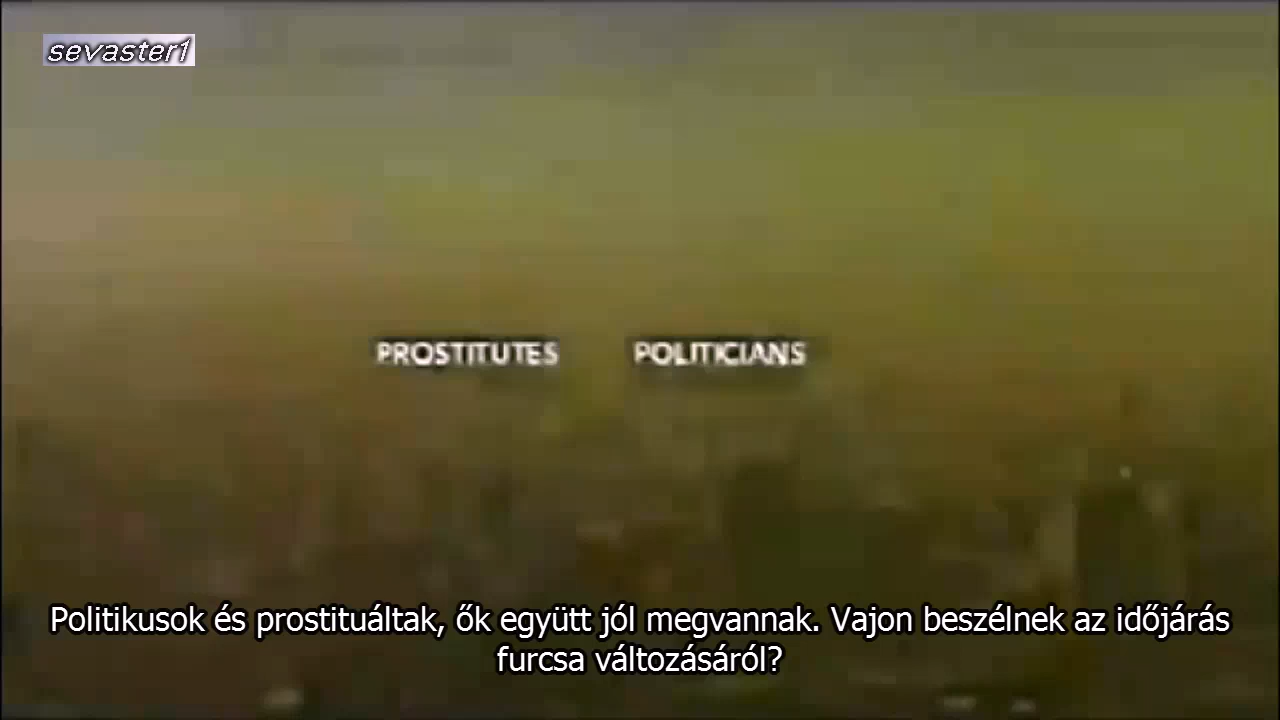 sevaster1
PROSTITUTES POLITICIANS
Politikusok és prostituáltak, ők együtt jól megvannak. Vajon beszélnek az időjárás
furcsa változásáról?